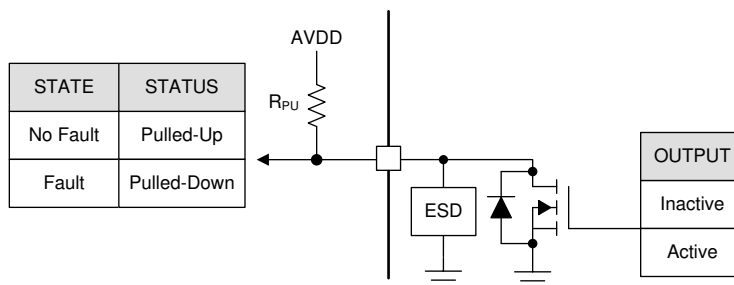 AVDD
STATE STATUS
R_PU
No Fault Pulled-Up
Fault Pulled-Down
OUTPUT
ESD
Inactive
Active